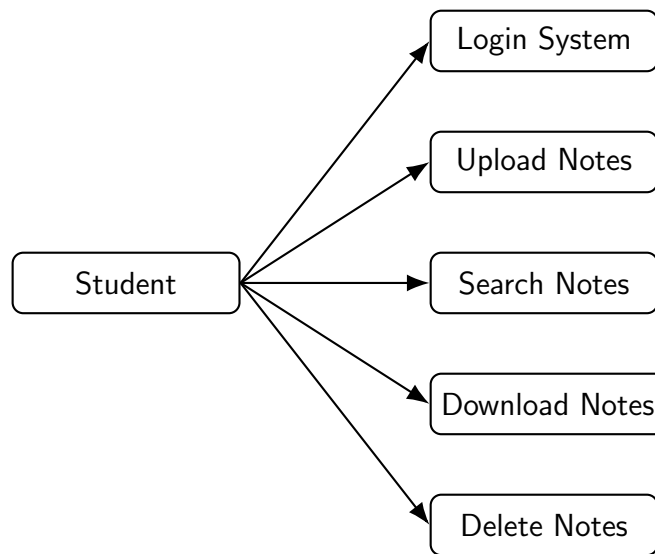 Login System
Upload Notes
Student
Search Notes
Download Notes
Delete Notes